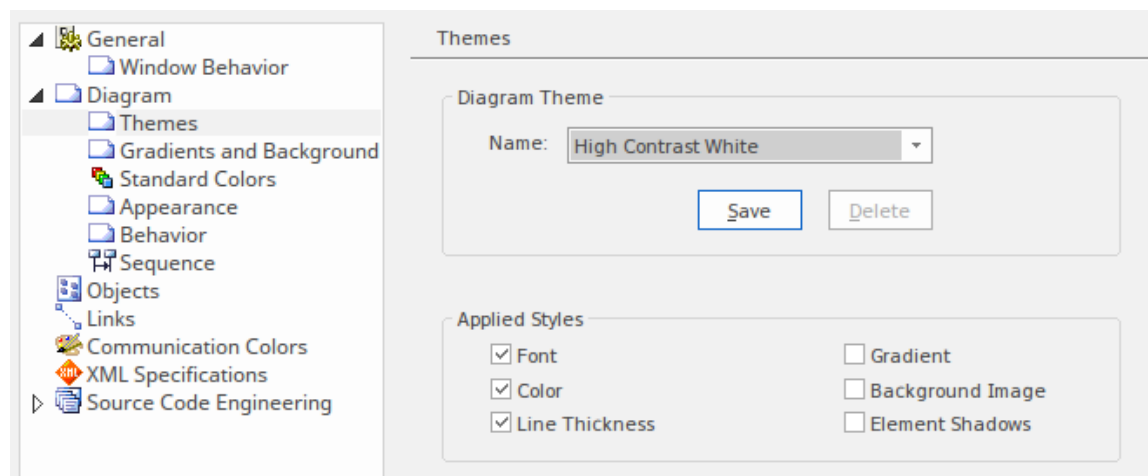 General
Window Behavior
Diagram
Themes
Gradients and Background
Standard Colors
Appearance
Behavior
Sequence
Objects
Links
Communication Colors
XML Specifications
Source Code Engineering
Themes
Diagram Theme
Name: High Contrast White
Save Delete
Applied Styles
Font Gradient
Color Background Image
Line Thickness Element Shadows